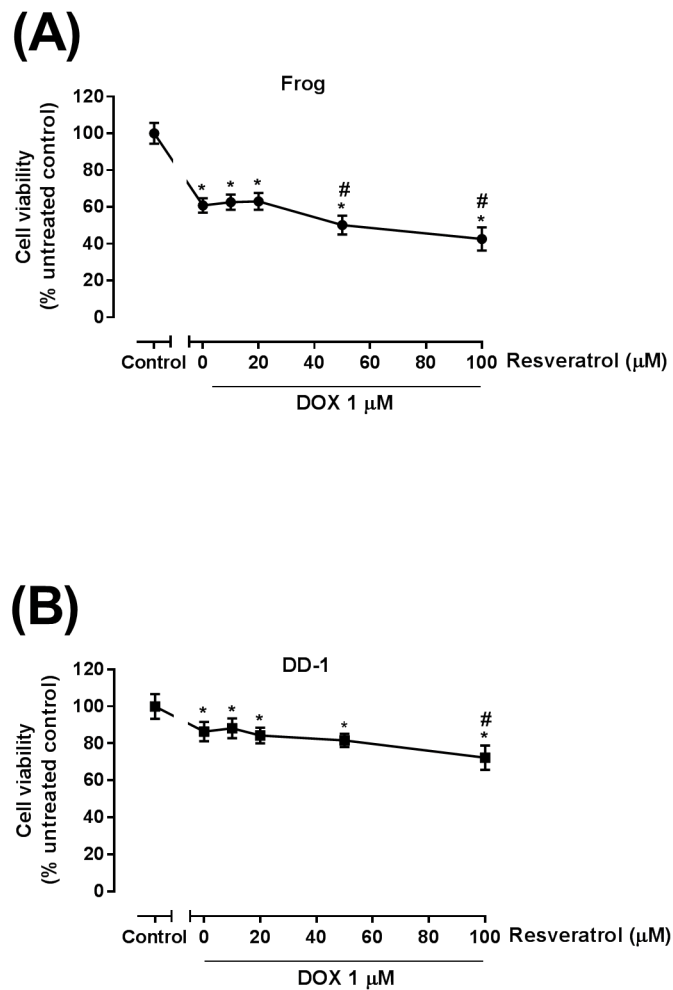 (A)
Frog
Cell viability
(% untreated control)
120
100
80
60
40
20
0
* * * # * # *
Control 0 20 40 60 80 100 Resveratrol (μM)
DOX 1 μM
(B)
DD-1
Cell viability
(% untreated control)
120
100
80
60
40
20
0
* * * * # *
Control 0 20 40 60 80 100 Resveratrol (μM)
DOX 1 μM